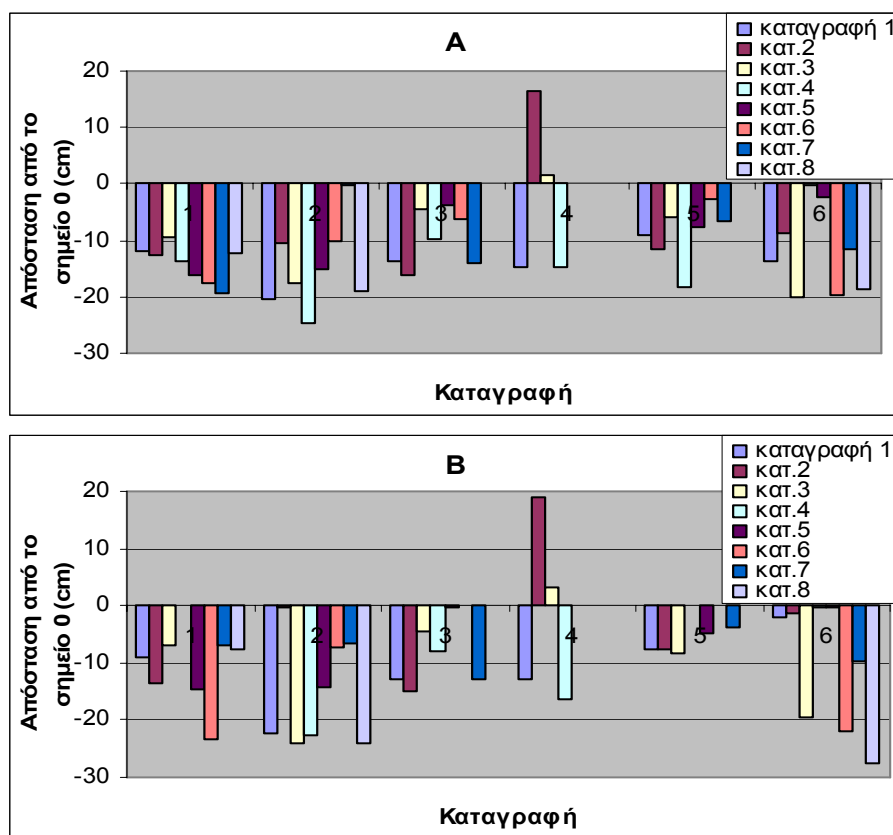 A
καταγραφή 1
κατ.2
κατ.3
κατ.4
κατ.5
κατ.6
κατ.7
κατ.8
Απόσταση από το
σημείο 0 (cm)
20
10
0
-10
-20
-30
1
2
3
4
5
6
Καταγραφή
B
καταγραφή 1
κατ.2
κατ.3
κατ.4
κατ.5
κατ.6
κατ.7
κατ.8
Απόσταση από το
σημείο 0 (cm)
20
10
0
-10
-20
-30
1
2
3
4
5
6
Καταγραφή